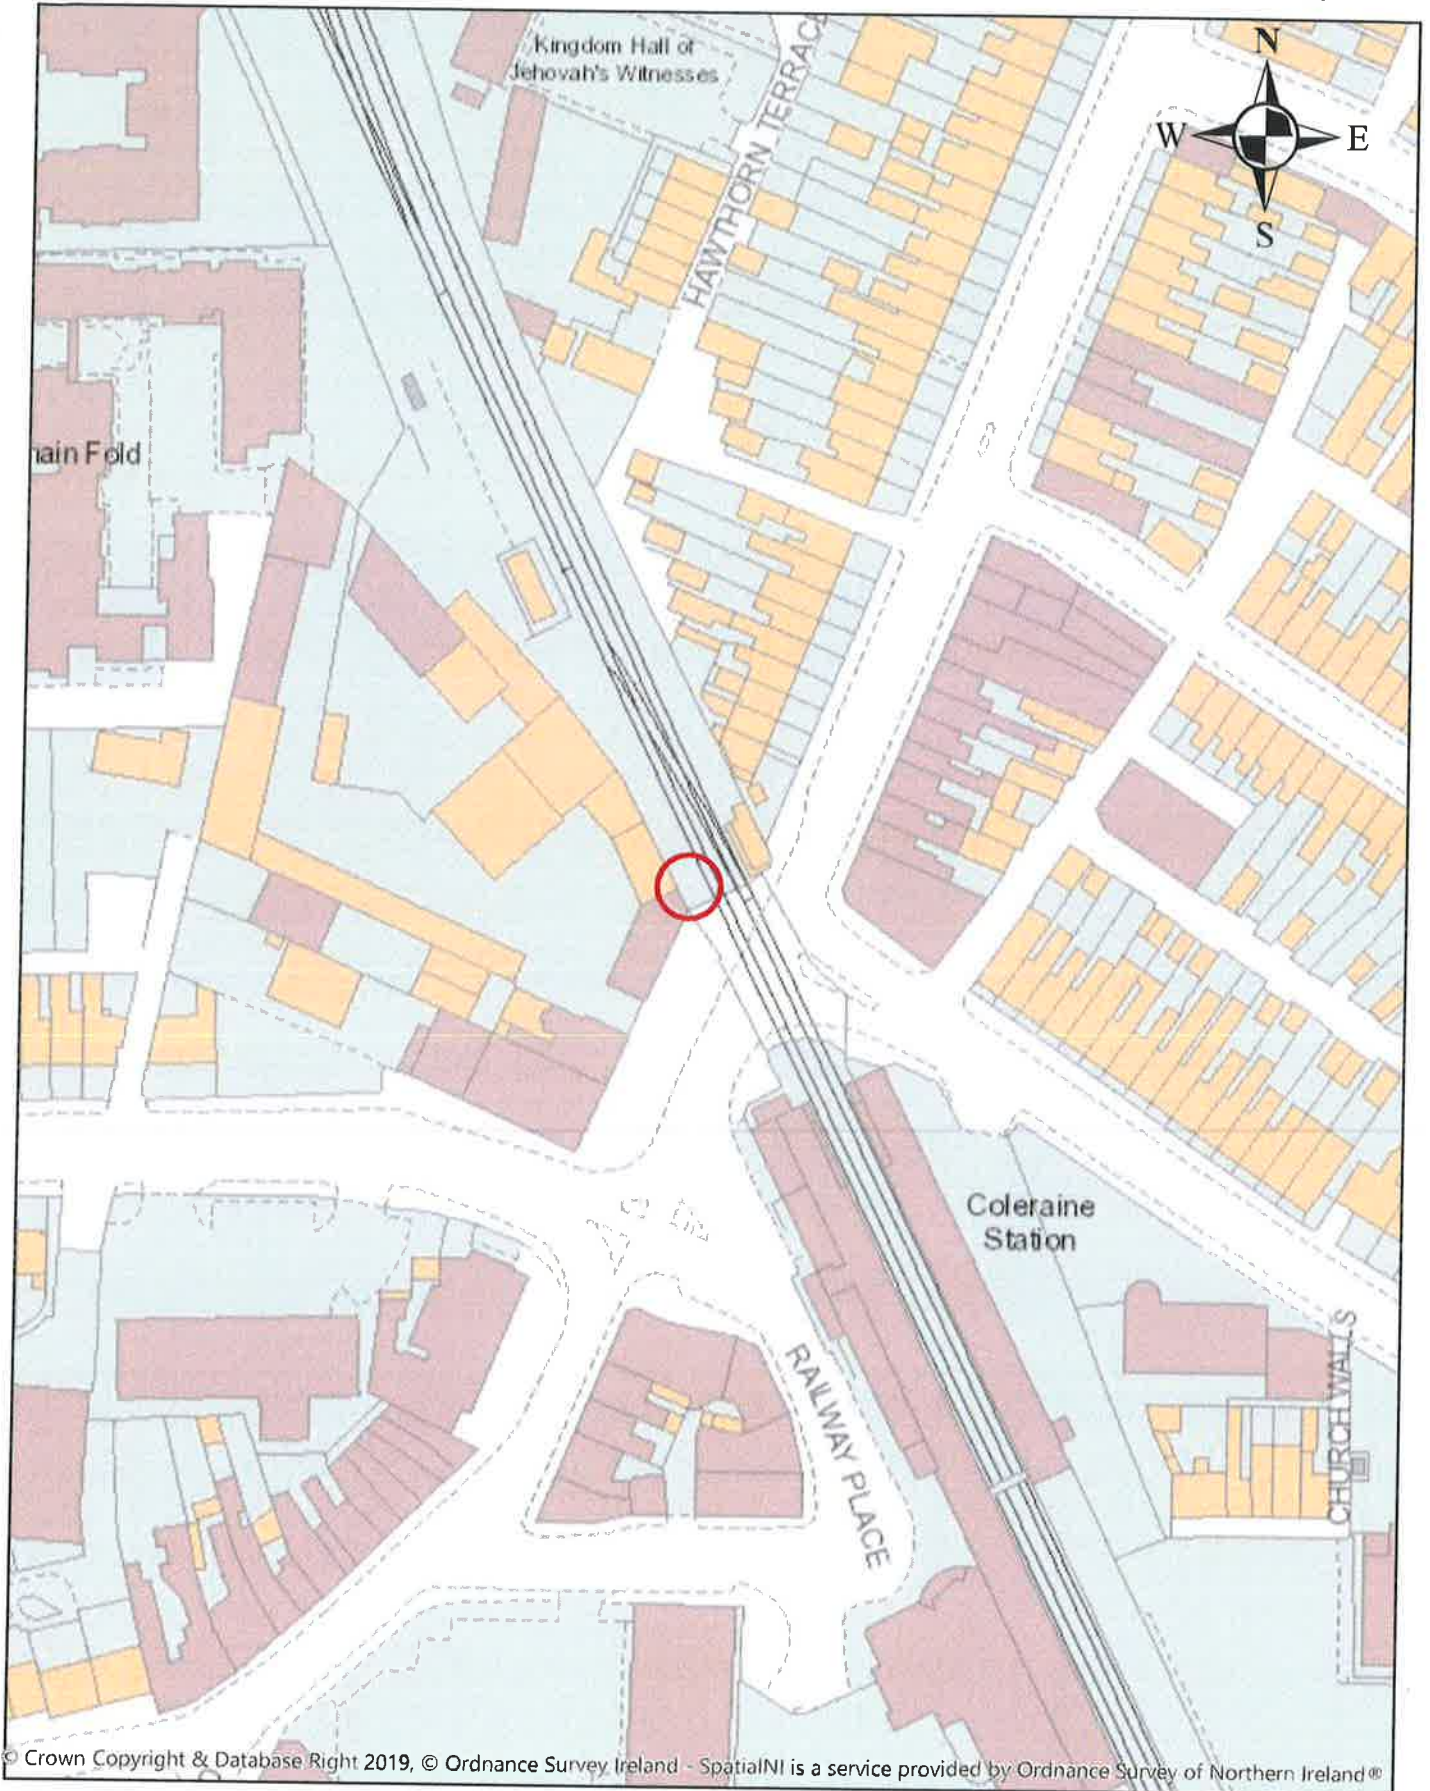 Kingdom Hall of
Jehovah's Witnesses
HAWTHORN TERRACE
N
W
E
S
ain Fold
Coleraine
Station
RAILWAY PLACE
CHURCH WALLS
© Crown Copyright & Database Right 2019, © Ordnance Survey Ireland - SpatialNI is a service provided by Ordnance Survey of Northern Ireland®